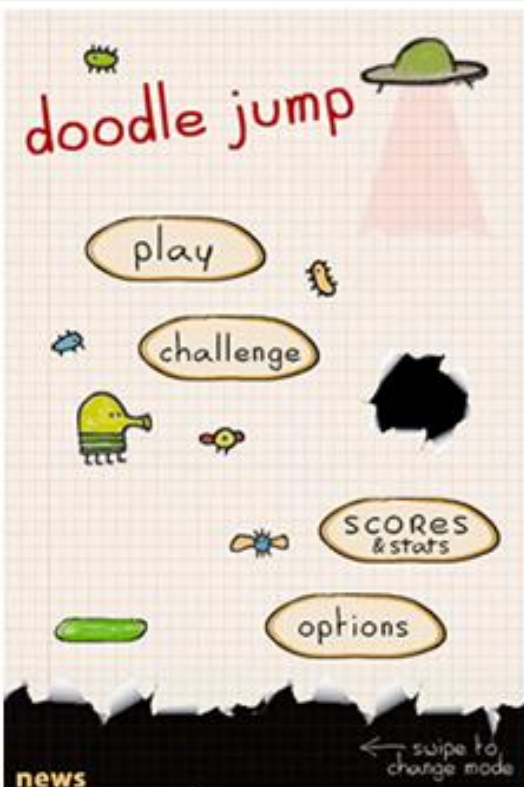 doodle jump
play
challenge
SCORES
& stats
options
← swipe to
change mode
news